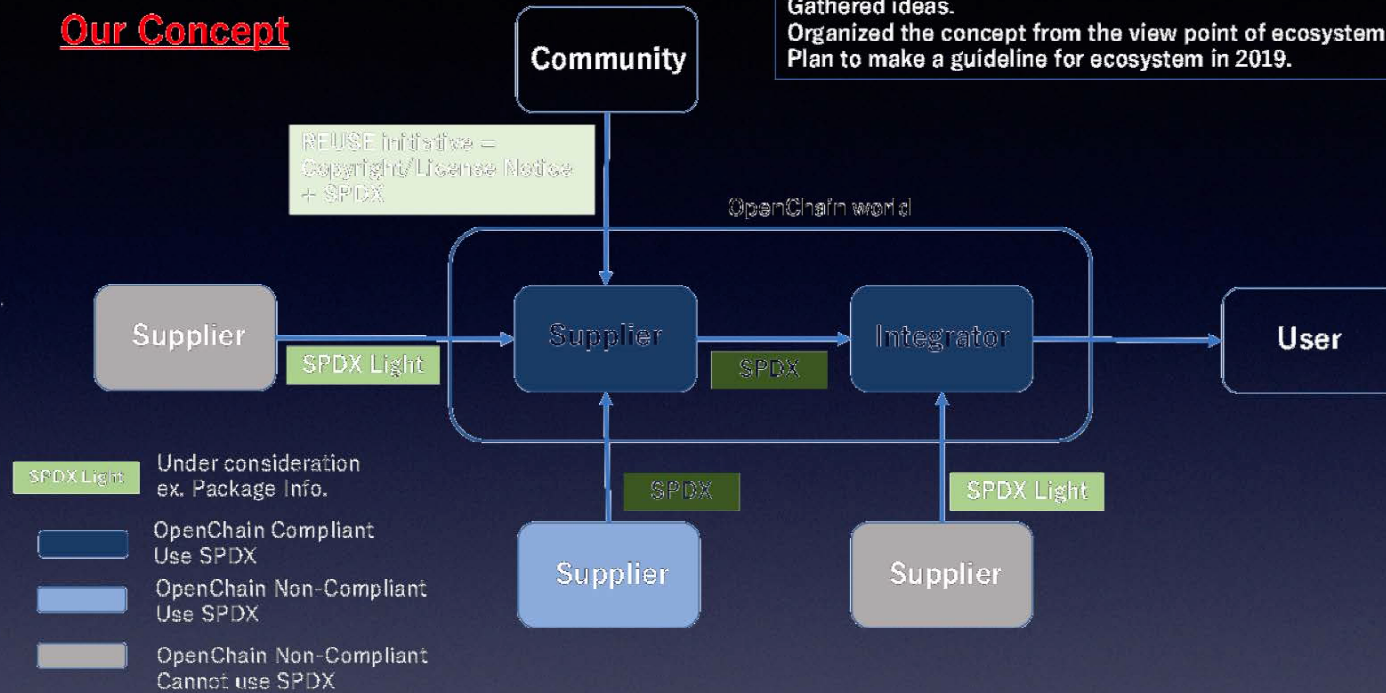 Our Concept
Gathered ideas.
Organized the concept from the view point of ecosystem
Plan to make a guideline for ecosystem in 2019.
Community
REUSE initiative =
Copyright/License Notice
+ SPDX
OpenChain world
Supplier
SPDX Light
Supplier
SPDX
Integrator
User
SPDX Light
Under consideration
ex. Package Info.
SPDX
SPDX Light
OpenChain Compliant
Use SPDX
Supplier
Supplier
OpenChain Non-Compliant
Use SPDX
OpenChain Non-Compliant
Cannot use SPDX